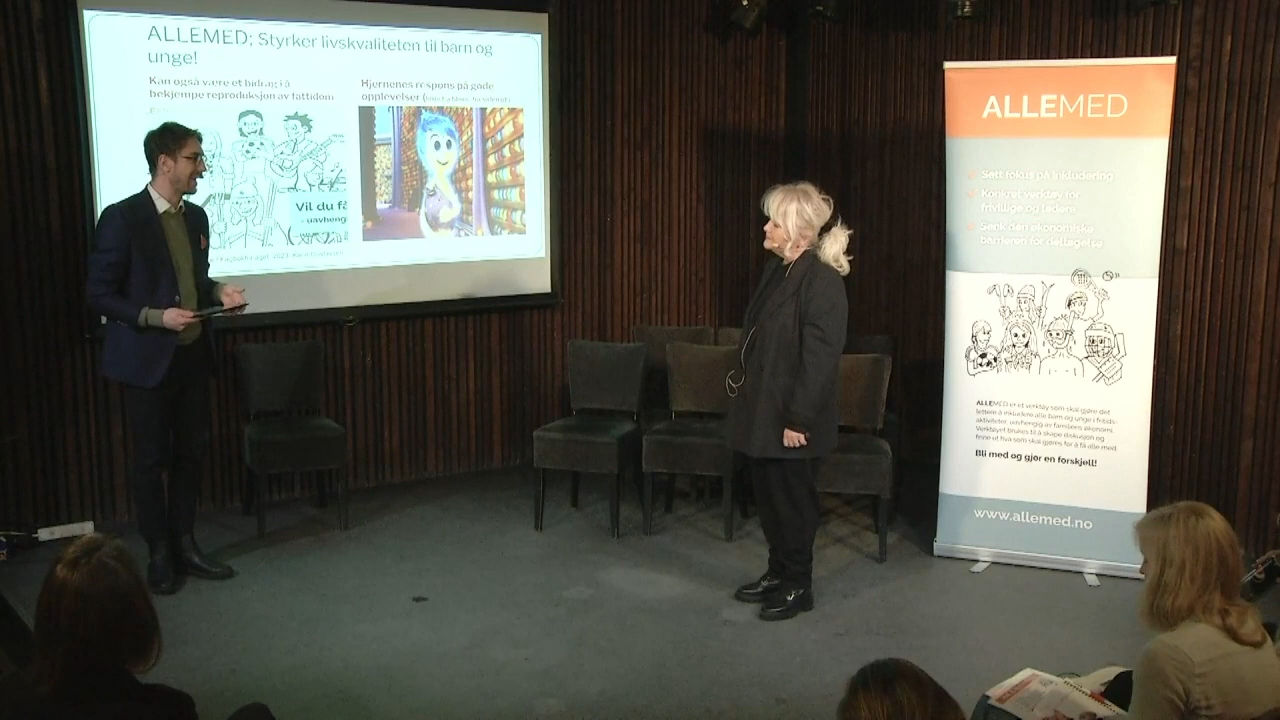 ALLEMED; Styrker livskvaliteten til barn og
unge!
Kan også være et bidrag i å
bekjempe reproduksjon av fattidom
Hjernenes respons på gode
opplevelser
Vil du få
- uavheng
ALLEMED
Sett fokus på inkludering
Konkret verktøy for
frivillige og ledere
Senk den økonomiske
barrieren for deltagelse
ALLEMED er et verktøy som skal gjøre det
lettere å inkludere alle barn og unge i fritids-
aktiviteter, uavhengig av familiens økonomi.
Verktøyet brukes til å skape diskusjon og
finne ut hva som skal gjøres for å få alle med.
Bli med og gjør en forskjell!
www.allemed.no